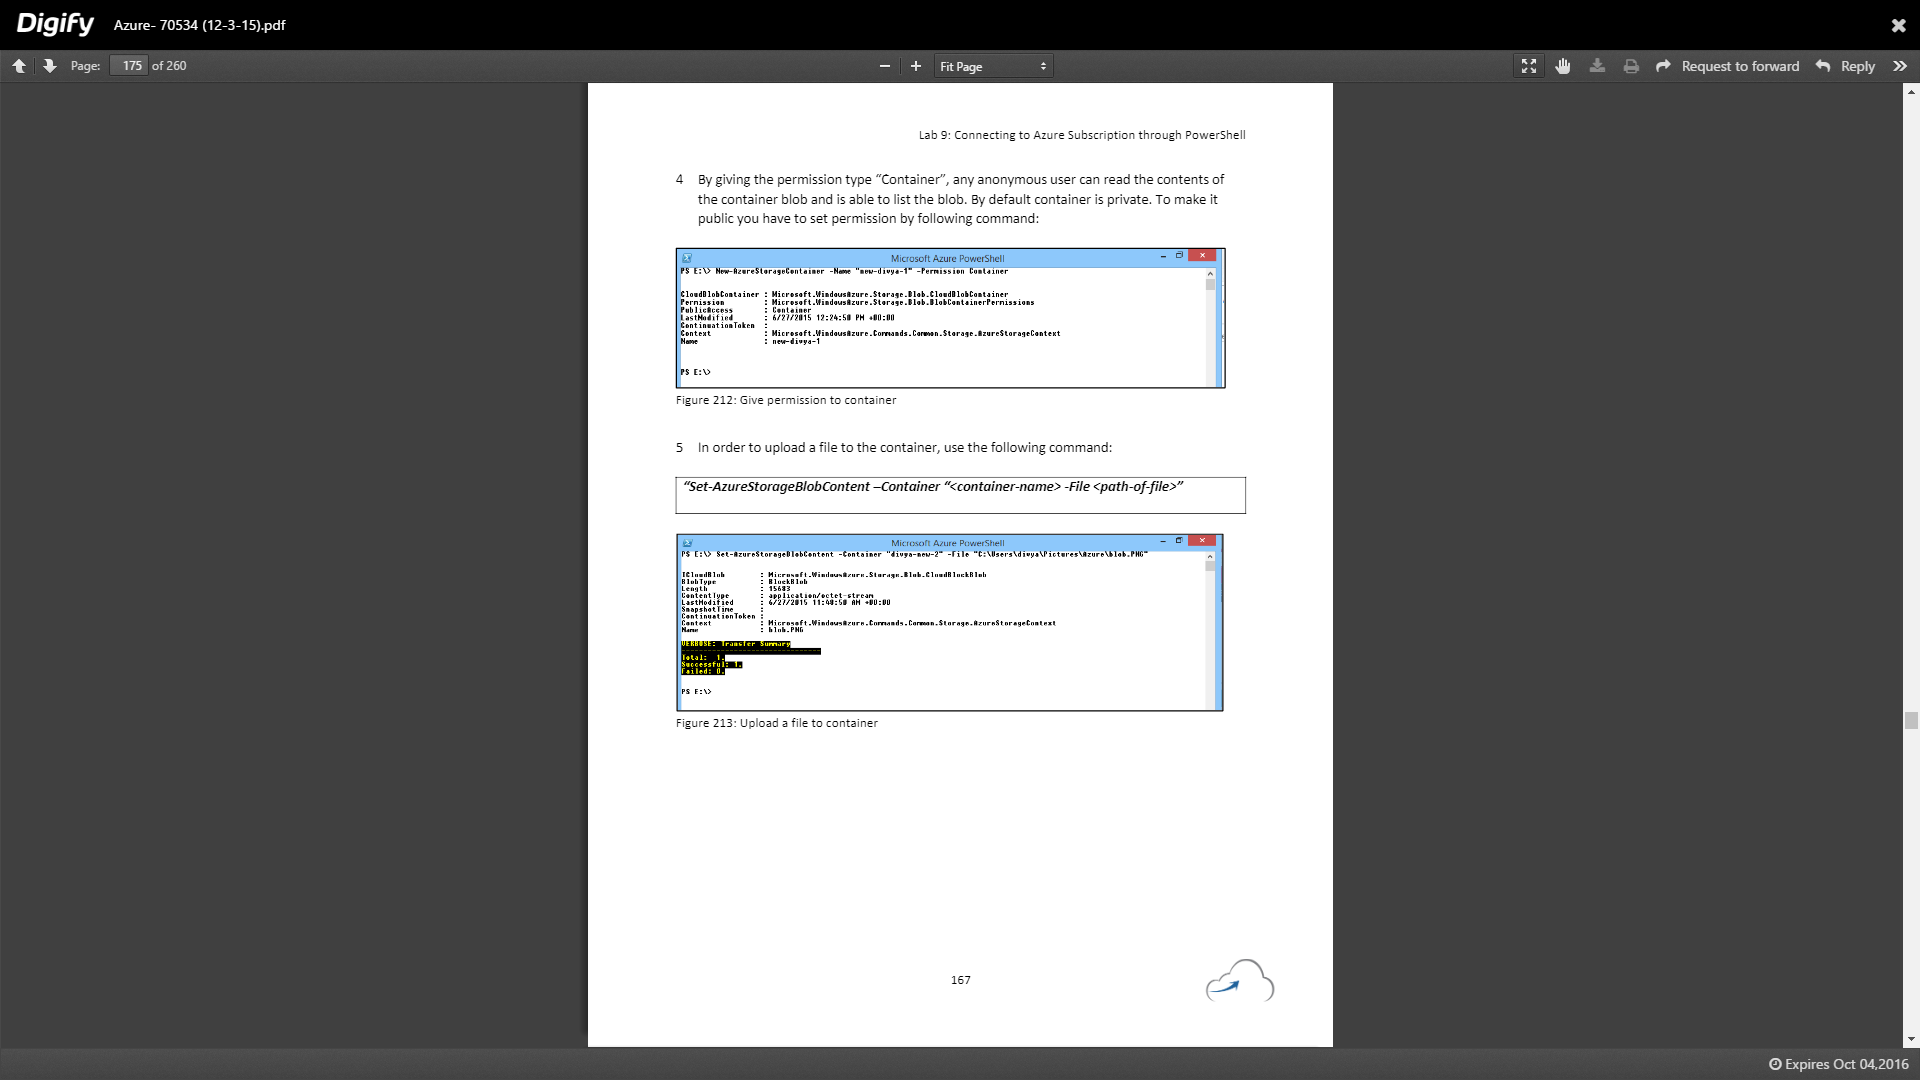 Digify Azure- 70534 (12-3-15).pdf
Page: 175 of 260 Fit Page Request to forward Reply
Lab 9: Connecting to Azure Subscription through PowerShell
4 By giving the permission type “Container”, any anonymous user can read the contents of
the container blob and is able to list the blob. By default container is private. To make it
public you have to set permission by following command:
Microsoft Azure PowerShell
PS E:\> New-AzureStorageContainer -Name "new-divya-1" -Permission Container
CloudBlobContainer : Microsoft.WindowsAzure.Storage.Blob.CloudBlobContainer
Permission : Microsoft.WindowsAzure.Storage.Blob.BlobContainerPermissions
PublicAccess : Container
LastModified : 6/27/2015 12:24:50 PM +00:00
ContinuationToken :
Context : Microsoft.WindowsAzure.Commands.Common.Storage.AzureStorageContext
Name : new-divya-1
PS E:\>
Figure 212: Give permission to container
5 In order to upload a file to the container, use the following command:
“Set-AzureStorageBlobContent –Container “<container-name> -File <path-of-file>”
Microsoft Azure PowerShell
PS E:\> Set-AzureStorageBlobContent -Container "divya-new-2" -File "C:\Users\divya\Pictures\Azure\blob.PNG"
ICloudBlob : Microsoft.WindowsAzure.Storage.Blob.CloudBlockBlob
BlobType : BlockBlob
Length : 15683
ContentType : application/octet-stream
LastModified : 6/27/2015 11:48:50 AM +00:00
SnapshotTime :
ContinuationToken :
Context : Microsoft.WindowsAzure.Commands.Common.Storage.AzureStorageContext
Name : blob.PNG
VERBOSE: Transfer Summary
--------------------------------
Total: 1.
Successful: 1.
Failed: 0.
PS E:\>
Figure 213: Upload a file to container
167
Expires Oct 04,2016